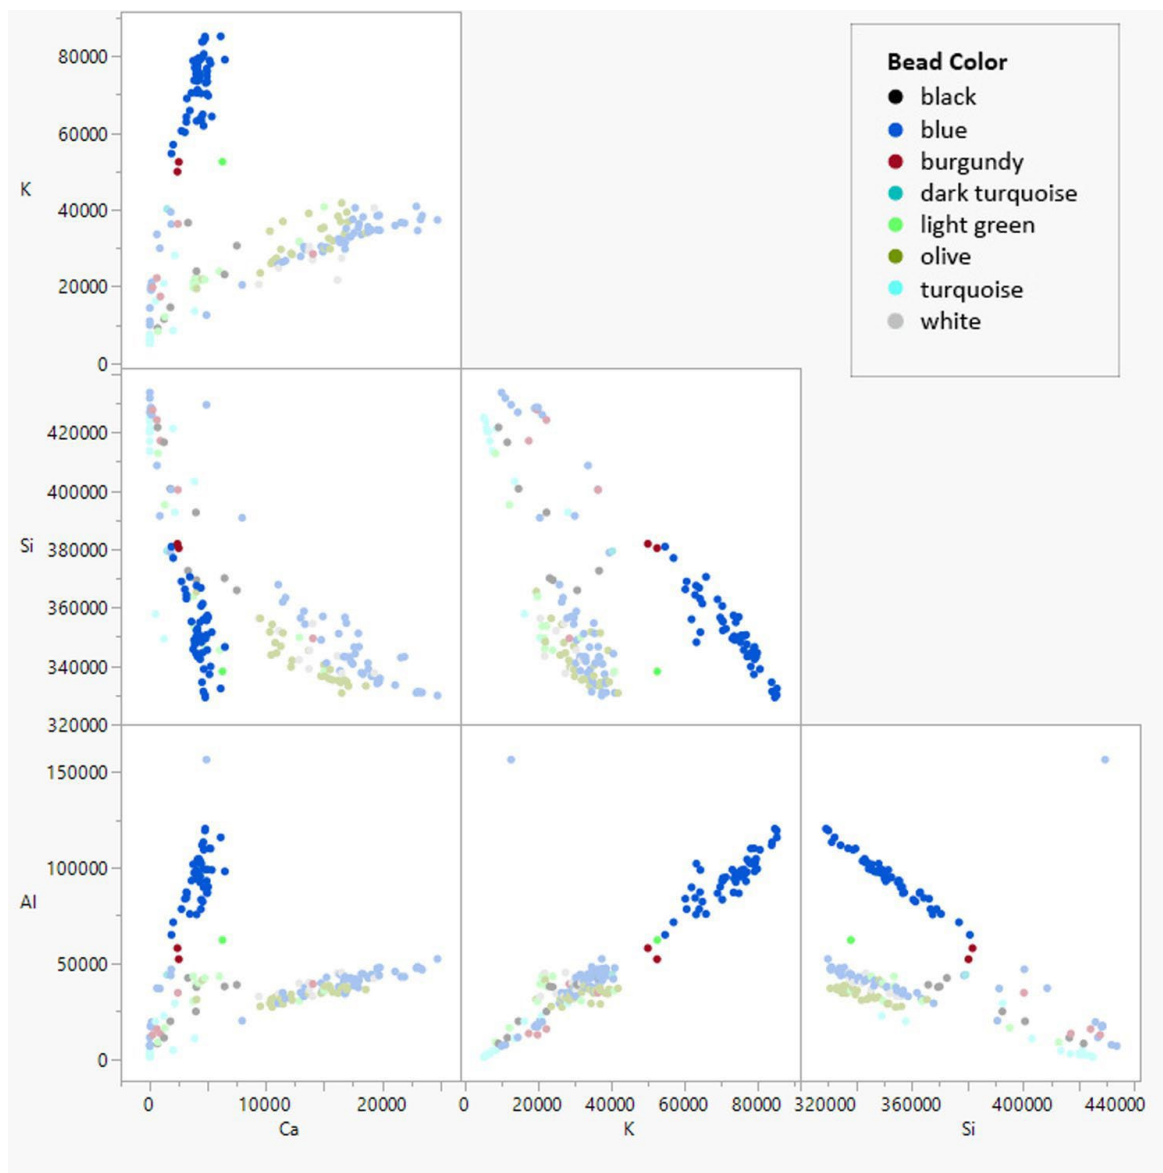 Bead Color
black
blue
burgundy
dark turquoise
light green
olive
turquoise
white
80000
60000
K
40000
20000
0
420000
400000
Si
380000
360000
340000
320000
150000
100000
Al
50000
0
0 10000 20000 0 20000 40000 60000 80000 320000 360000 400000 440000
Ca K Si